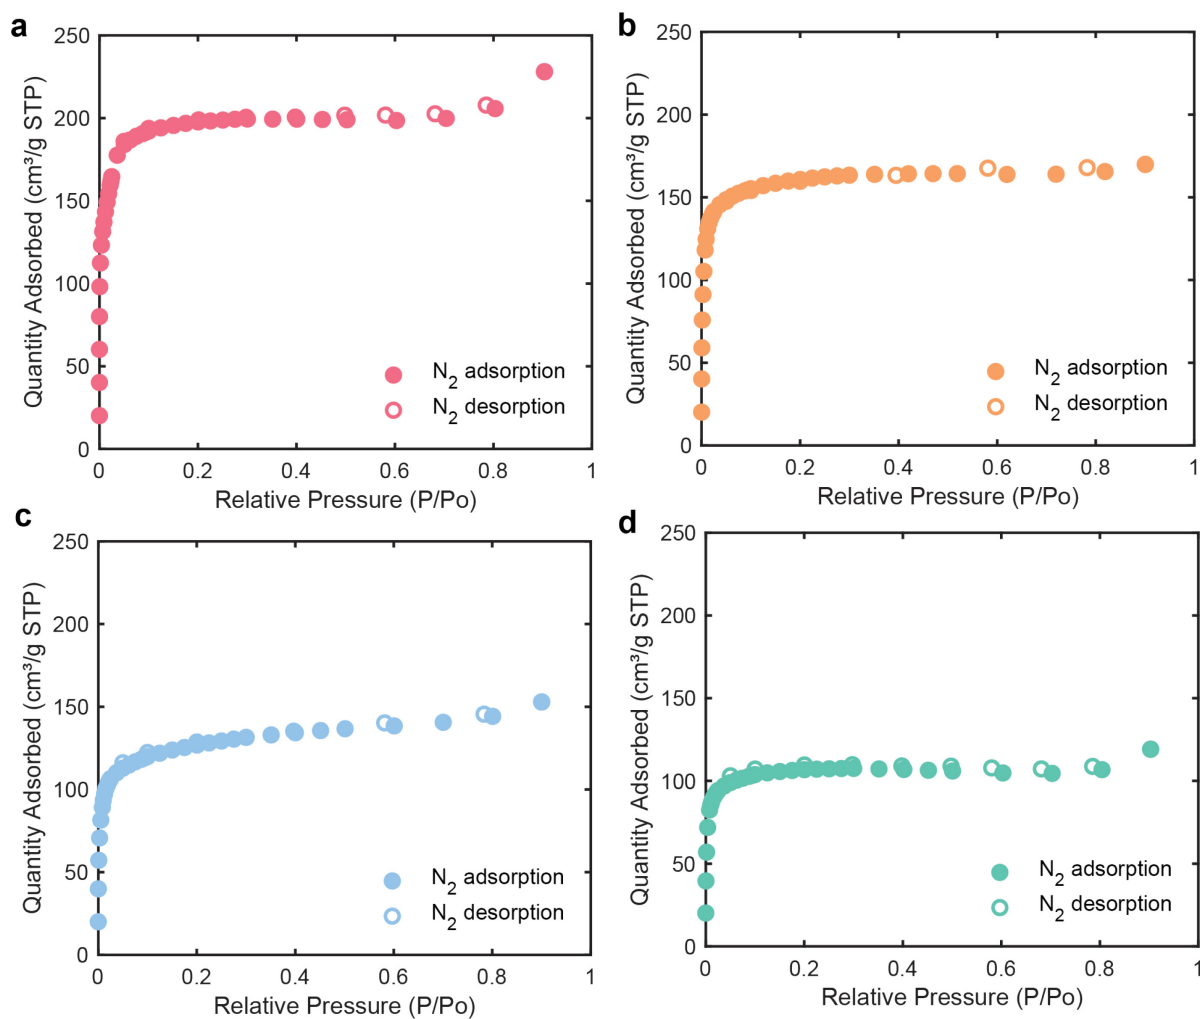 a
250
200
150
100
50
0
Quantity Adsorbed (cm³/g STP)
N2 adsorption
N2 desorption
0 0.2 0.4 0.6 0.8 1
Relative Pressure (P/Po)
b
250
200
150
100
50
0
Quantity Adsorbed (cm³/g STP)
N2 adsorption
N2 desorption
0 0.2 0.4 0.6 0.8 1
Relative Pressure (P/Po)
c
250
200
150
100
50
0
Quantity Adsorbed (cm³/g STP)
N2 adsorption
N2 desorption
0 0.2 0.4 0.6 0.8 1
Relative Pressure (P/Po)
d
250
200
150
100
50
0
Quantity Adsorbed (cm³/g STP)
N2 adsorption
N2 desorption
0 0.2 0.4 0.6 0.8 1
Relative Pressure (P/Po)